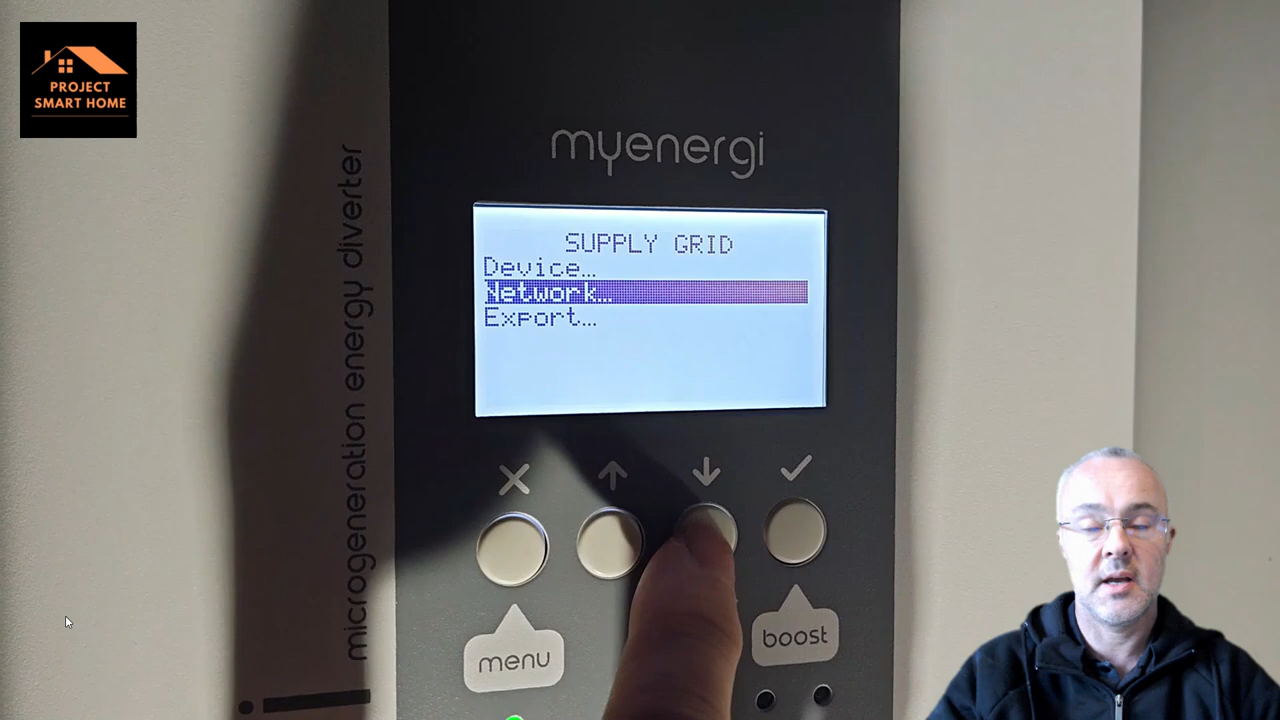 PROJECT
SMART HOME
myenergi
microgeneration energy diverter
SUPPLY GRID
Device...
Network...
Export...
menu
boost